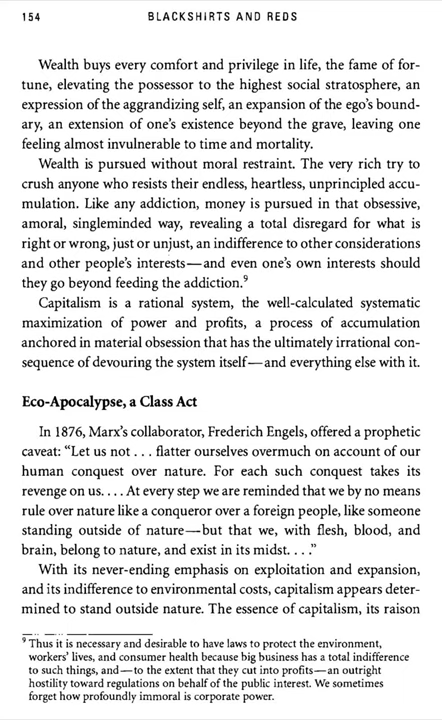 154 BLACKSHIRTS AND REDS
Wealth buys every comfort and privilege in life, the fame of for-
tune, elevating the possessor to the highest social stratosphere, an
expression of the aggrandizing self, an expansion of the ego's bound-
ary, an extension of one's existence beyond the grave, leaving one
feeling almost invulnerable to time and mortality.
Wealth is pursued without moral restraint. The very rich try to
crush anyone who resists their endless, heartless, unprincipled accu-
mulation. Like any addiction, money is pursued in that obsessive,
amoral, singleminded way, revealing a total disregard for what is
right or wrong, just or unjust, an indifference to other considerations
and other people's interests—and even one's own interests should
they go beyond feeding the addiction.⁹
Capitalism is a rational system, the well-calculated systematic
maximization of power and profits, a process of accumulation
anchored in material obsession that has the ultimately irrational con-
sequence of devouring the system itself—and everything else with it.
Eco-Apocalypse, a Class Act
In 1876, Marx's collaborator, Frederich Engels, offered a prophetic
caveat: “Let us not . . . flatter ourselves overmuch on account of our
human conquest over nature. For each such conquest takes its
revenge on us. . . . At every step we are reminded that we by no means
rule over nature like a conqueror over a foreign people, like someone
standing outside of nature—but that we, with flesh, blood, and
brain, belong to nature, and exist in its midst. . . .”
With its never-ending emphasis on exploitation and expansion,
and its indifference to environmental costs, capitalism appears deter-
mined to stand outside nature. The essence of capitalism, its raison
⁹ Thus it is necessary and desirable to have laws to protect the environment,
workers' lives, and consumer health because big business has a total indifference
to such things, and—to the extent that they cut into profits—an outright
hostility toward regulations on behalf of the public interest. We sometimes
forget how profoundly immoral is corporate power.